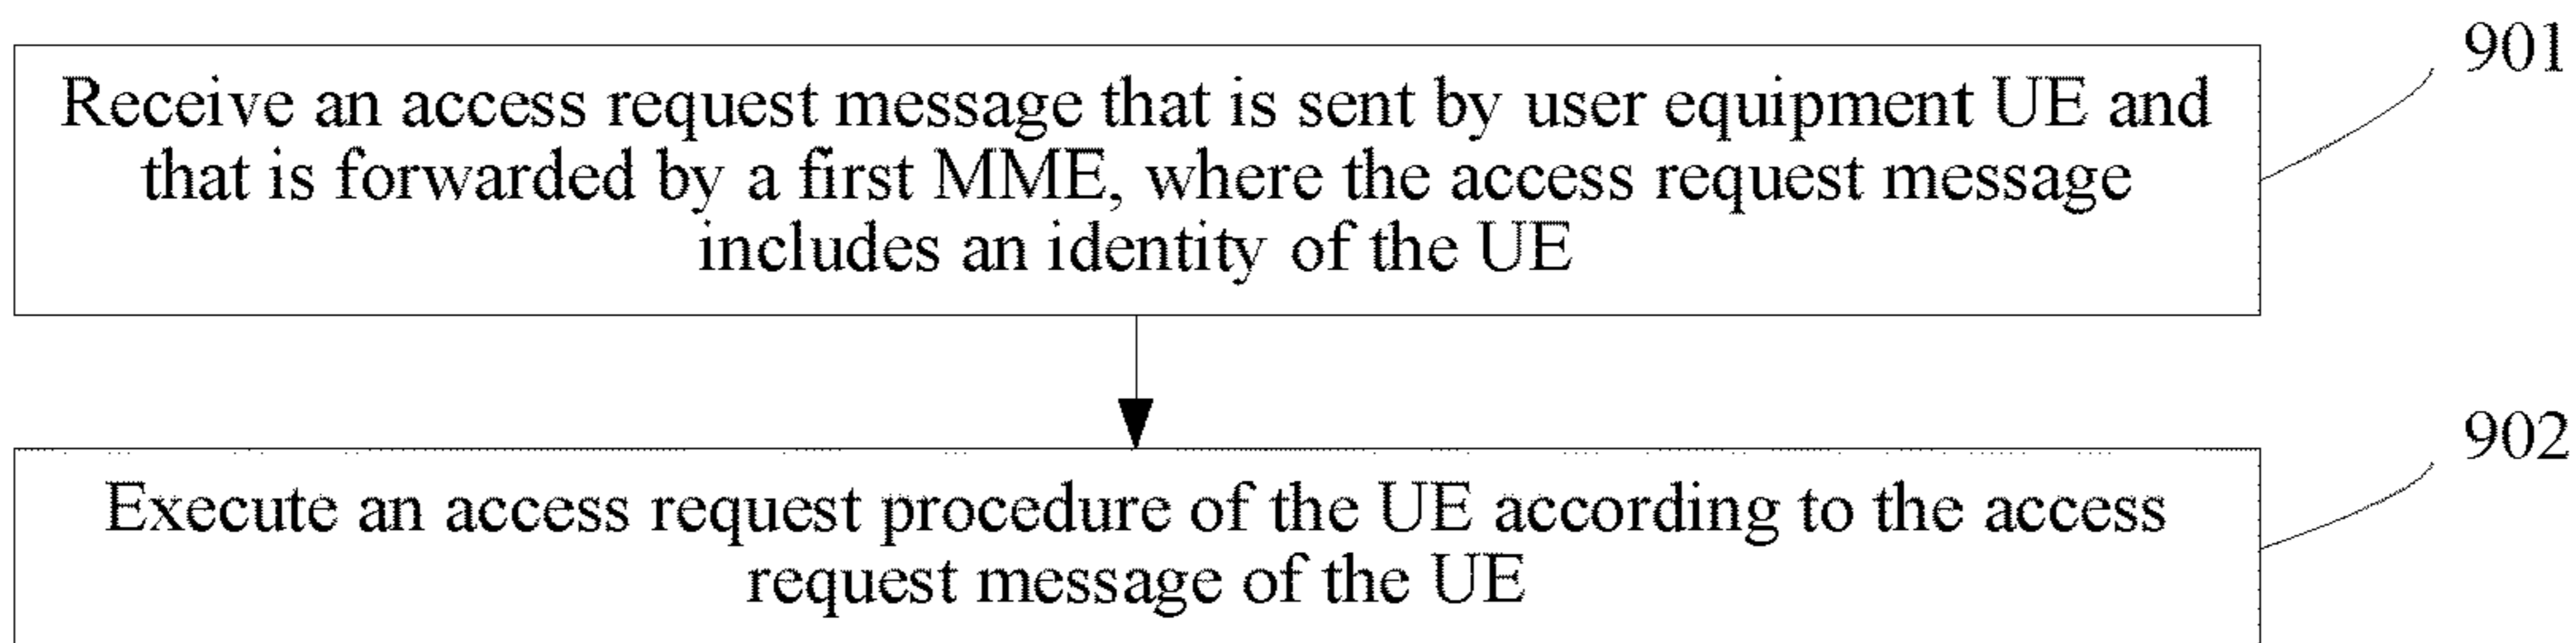 901
Receive an access request message that is sent by user equipment UE and
that is forwarded by a first MME, where the access request message
includes an identity of the UE
902
Execute an access request procedure of the UE according to the access
request message of the UE